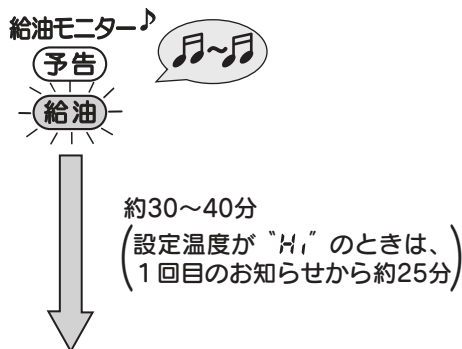 給油モニター♪
予告
給油
約30～40分
(設定温度が“Hi”のときは、
1回目のお知らせから約25分)